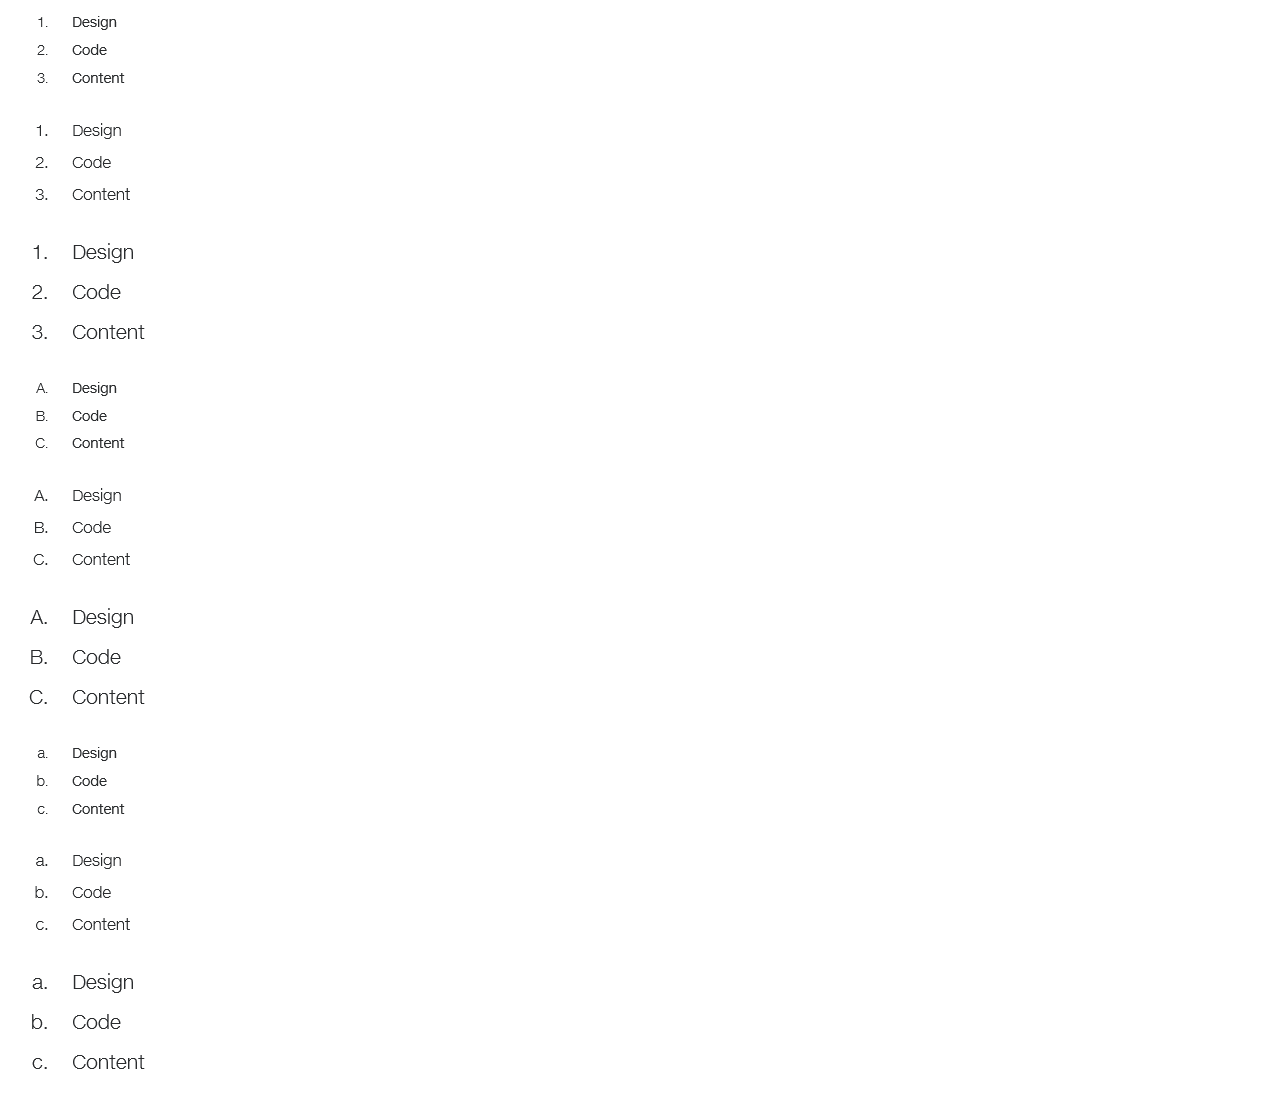 1. Design
2. Code
3. Content
1. Design
2. Code
3. Content
1. Design
2. Code
3. Content
A. Design
B. Code
C. Content
A. Design
B. Code
C. Content
A. Design
B. Code
C. Content
a. Design
b. Code
c. Content
a. Design
b. Code
c. Content
a. Design
b. Code
c. Content